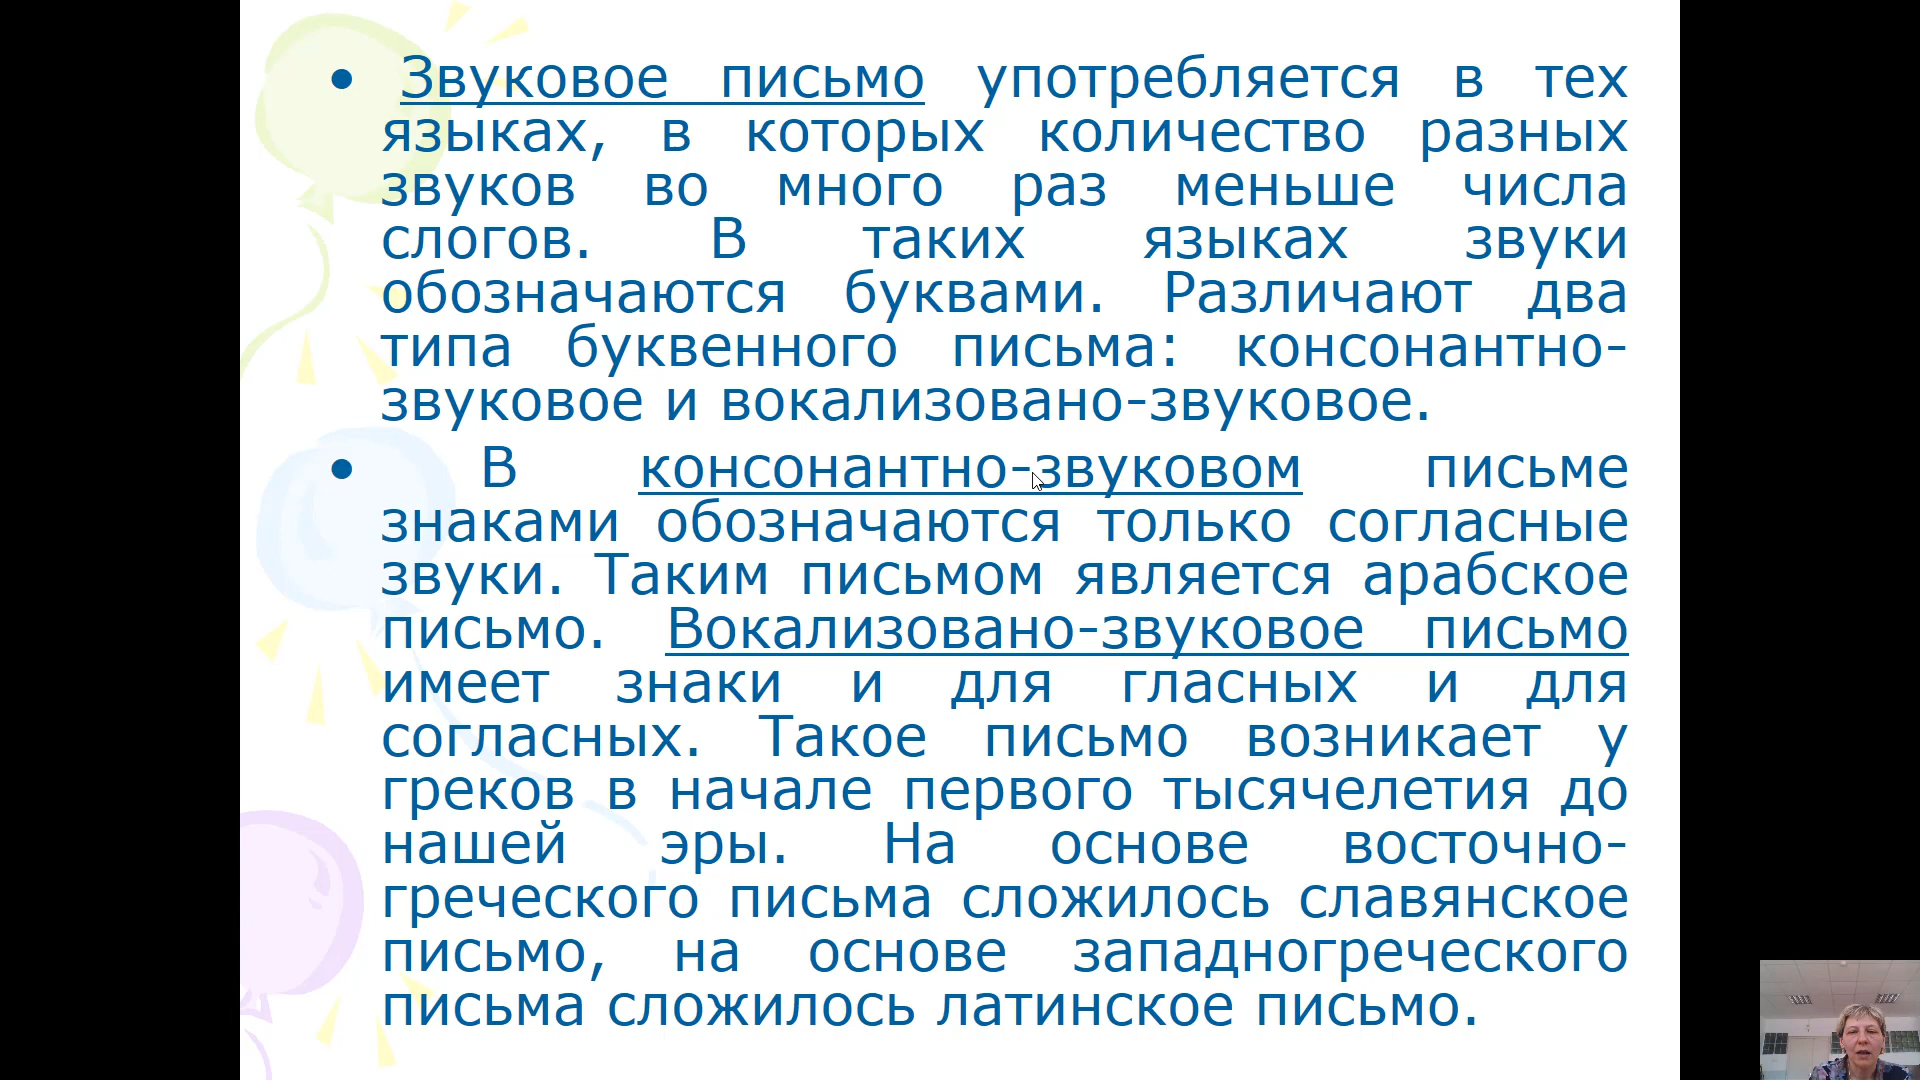 • Звуковое письмо употребляется в тех
языках, в которых количество разных
звуков во много раз меньше числа
слогов. В таких языках звуки
обозначаются буквами. Различают два
типа буквенного письма: консонантно-
звуковое и вокализовано-звуковое.
• В консонантно-звуковом письме
знаками обозначаются только согласные
звуки. Таким письмом является арабское
письмо. Вокализовано-звуковое письмо
имеет знаки и для гласных и для
согласных. Такое письмо возникает у
греков в начале первого тысячелетия до
нашей эры. На основе восточно-
греческого письма сложилось славянское
письмо, на основе западногреческого
письма сложилось латинское письмо.